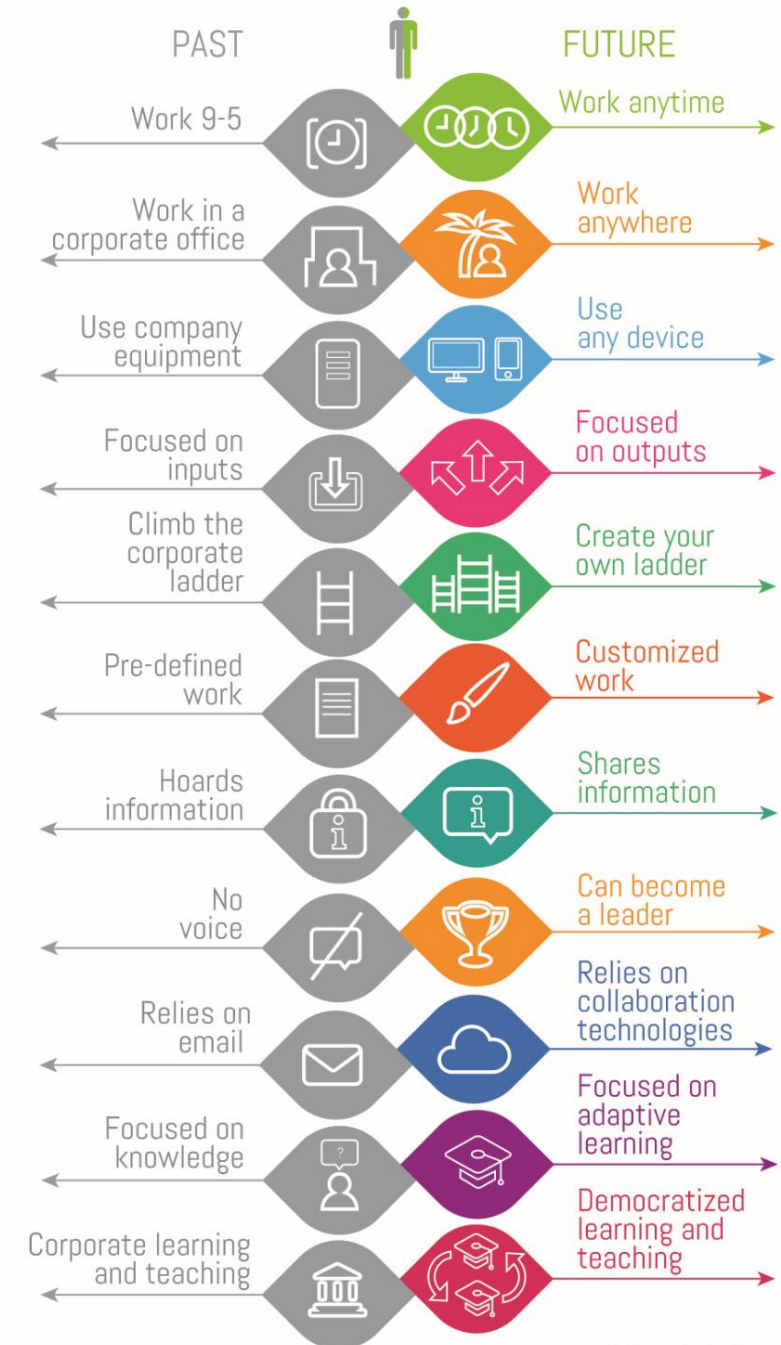 PAST
FUTURE
Work 9-5
Work anytime
Work in a
corporate office
Work
anywhere
Use company
equipment
Use
any device
Focused on
inputs
Focused
on outputs
Climb the
corporate
ladder
Create your
own ladder
Pre-defined
work
Customized
work
Hoards
information
i
Shares
information
i
No
voice
Can become
a leader
Relies on
email
Relies on
collaboration
technologies
Focused on
knowledge
?
Focused on
adaptive
learning
Corporate learning
and teaching
Democratized
learning and
teaching